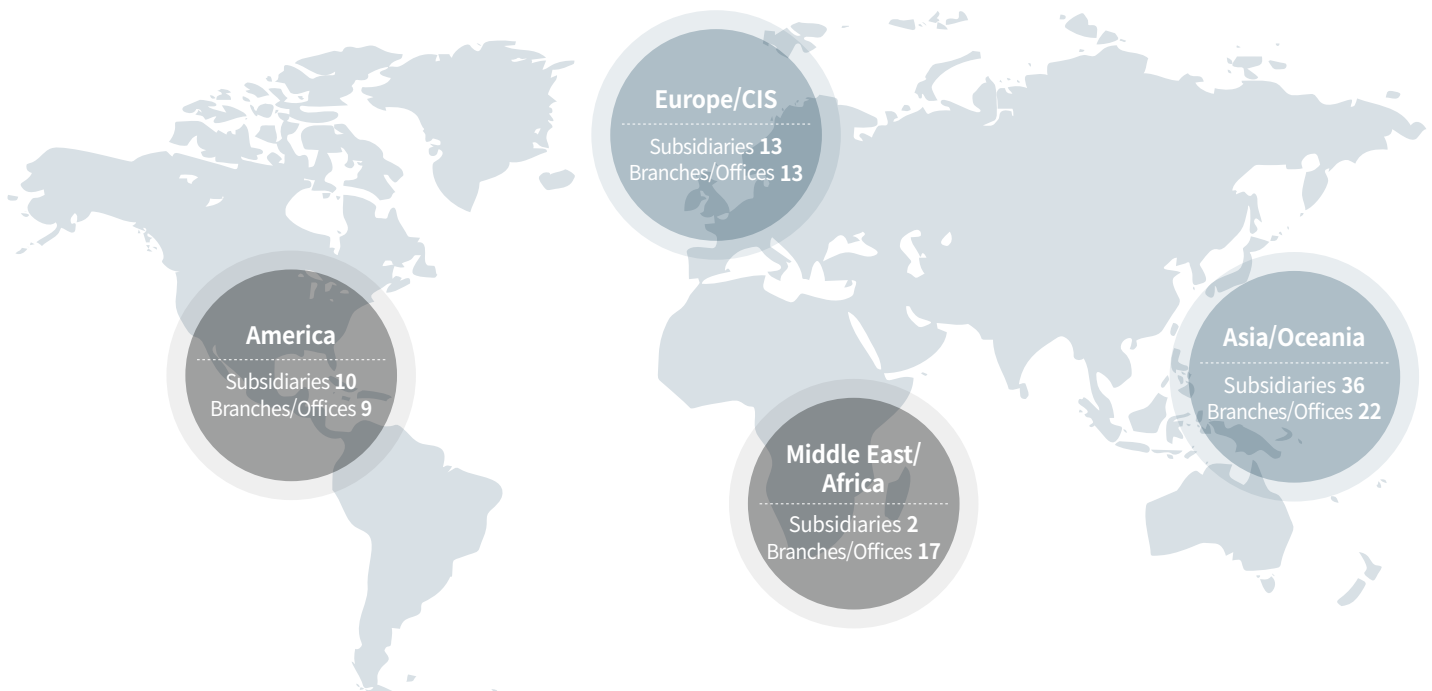 Europe/CIS
Subsidiaries 13
Branches/Offices 13
America
Subsidiaries 10
Branches/Offices 9
Asia/Oceania
Subsidiaries 36
Branches/Offices 22
Middle East/
Africa
Subsidiaries 2
Branches/Offices 17